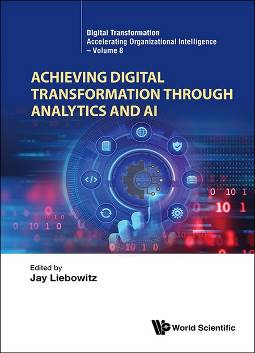 Digital Transformation
Accelerating Organizational Intelligence
– Volume 8
ACHIEVING DIGITAL
TRANSFORMATION THROUGH
ANALYTICS AND AI
Edited by
Jay Liebowitz
World Scientific